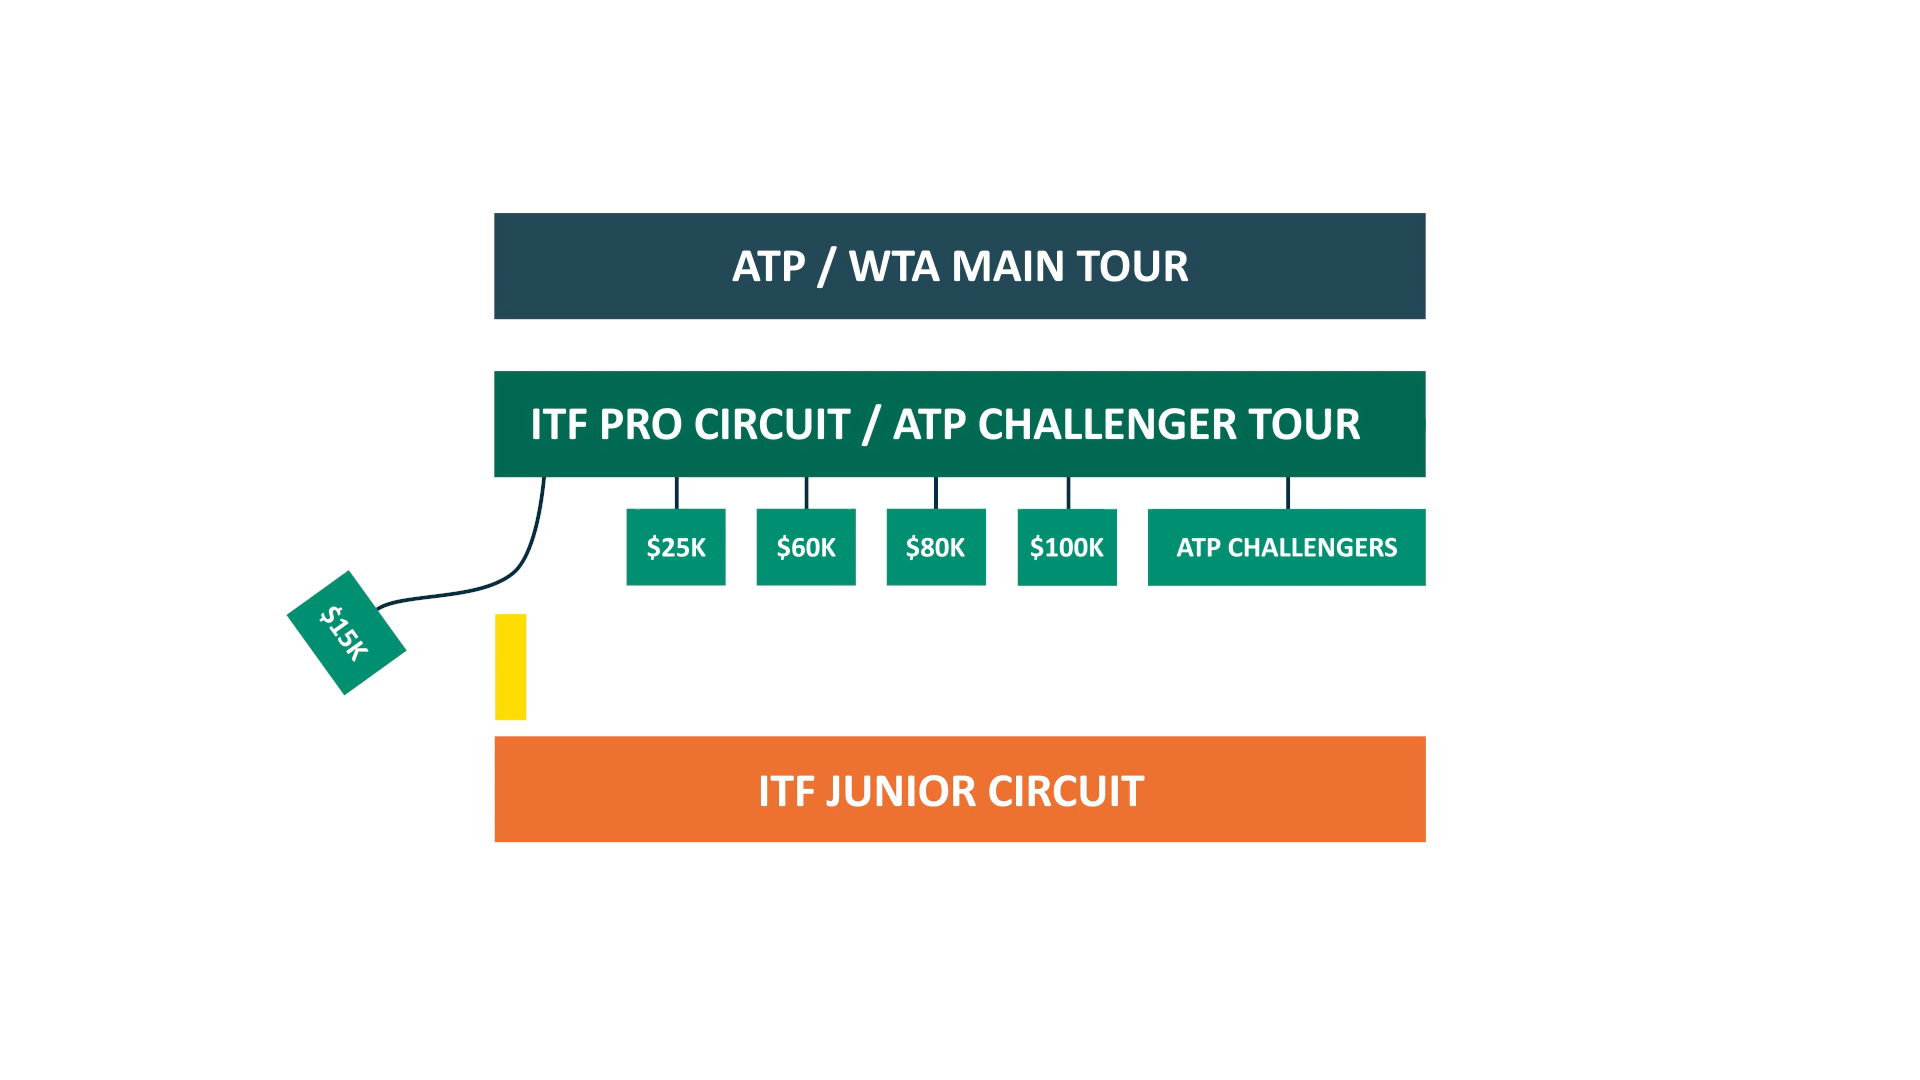 ATP / WTA MAIN TOUR
ITF PRO CIRCUIT / ATP CHALLENGER TOUR
$15K
$25K
$60K
$80K
$100K
ATP CHALLENGERS
ITF JUNIOR CIRCUIT